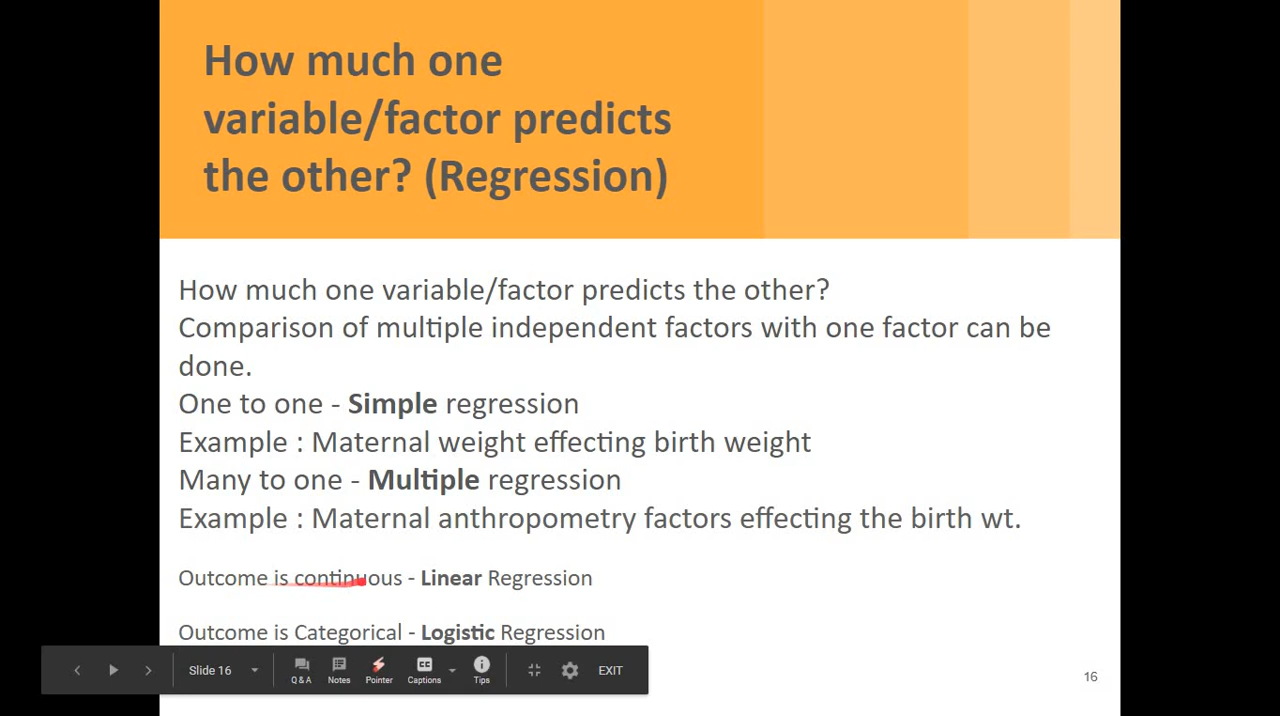 How much one
variable/factor predicts
the other? (Regression)
How much one variable/factor predicts the other?
Comparison of multiple independent factors with one factor can be
done.
One to one - Simple regression
Example : Maternal weight effecting birth weight
Many to one - Multiple regression
Example : Maternal anthropometry factors effecting the birth wt.
Outcome is continuous - Linear Regression
Outcome is Categorical - Logistic Regression
Slide 16
Q & A
Notes
Pointer
CC
Captions
Tips
EXIT
16